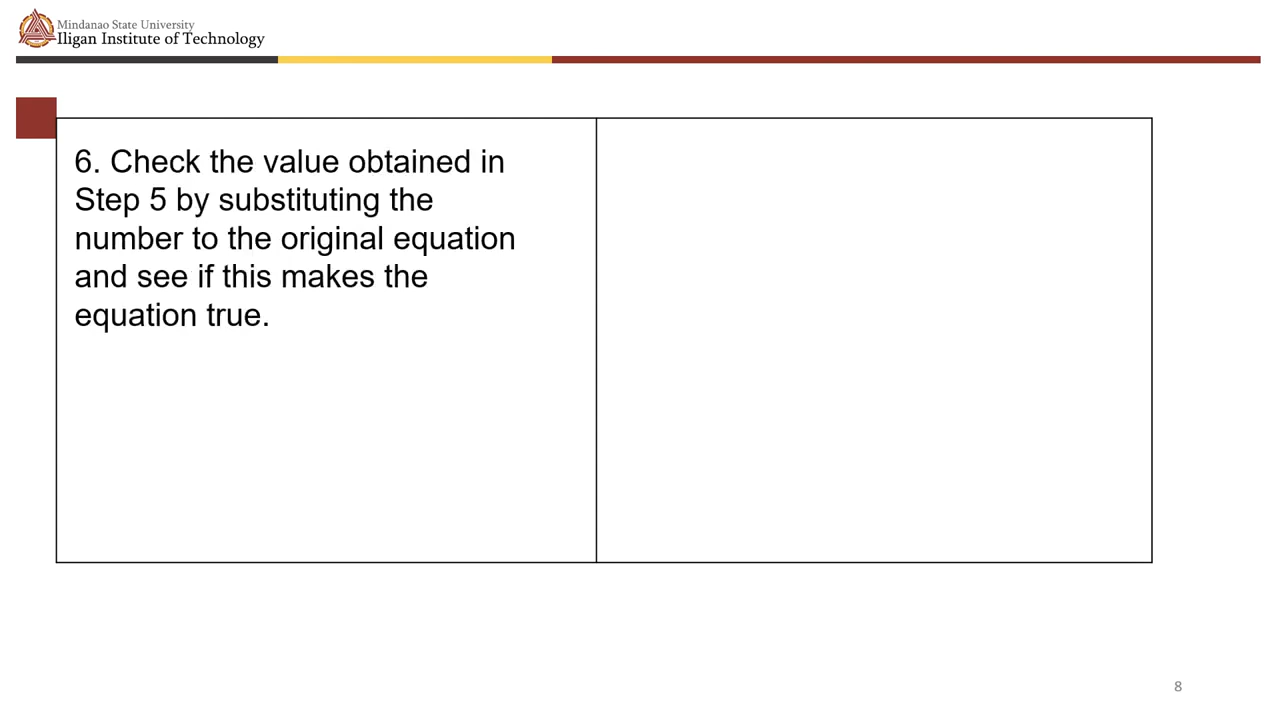 Mindanao State University
Iligan Institute of Technology
6. Check the value obtained in
Step 5 by substituting the
number to the original equation
and see if this makes the
equation true.
8